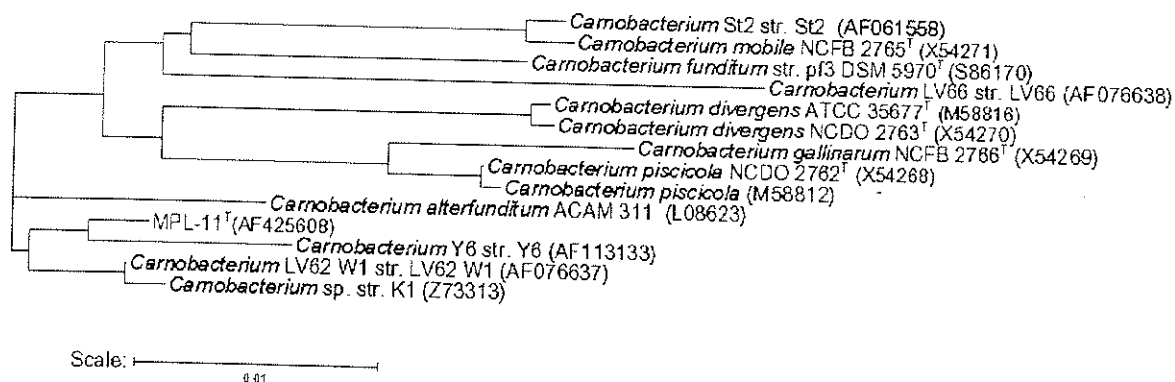 Carnobacterium St2 str. St2 (AF061558)
Carnobacterium mobile NCFB 2765ᵀ (X54271)
Carnobacterium funditum str. pf3 DSM 5970ᵀ (S86170)
Carnobacterium LV66 str. LV66 (AF076638)
Carnobacterium divergens ATCC 35677ᵀ (M58816)
Carnobacterium divergens NCDO 2763ᵀ (X54270)
Carnobacterium gallinarum NCFB 2766ᵀ (X54269)
Carnobacterium piscicola NCDO 2762ᵀ (X54268)
Carnobacterium piscicola (M58812)
Carnobacterium alterfunditum ACAM 311 (L08623)
MPL-11ᵀ(AF425608)
Carnobacterium Y6 str. Y6 (AF113133)
Carnobacterium LV62 W1 str. LV62 W1 (AF076637)
Carnobacterium sp. str. K1 (Z73313)
Scale:
0.01